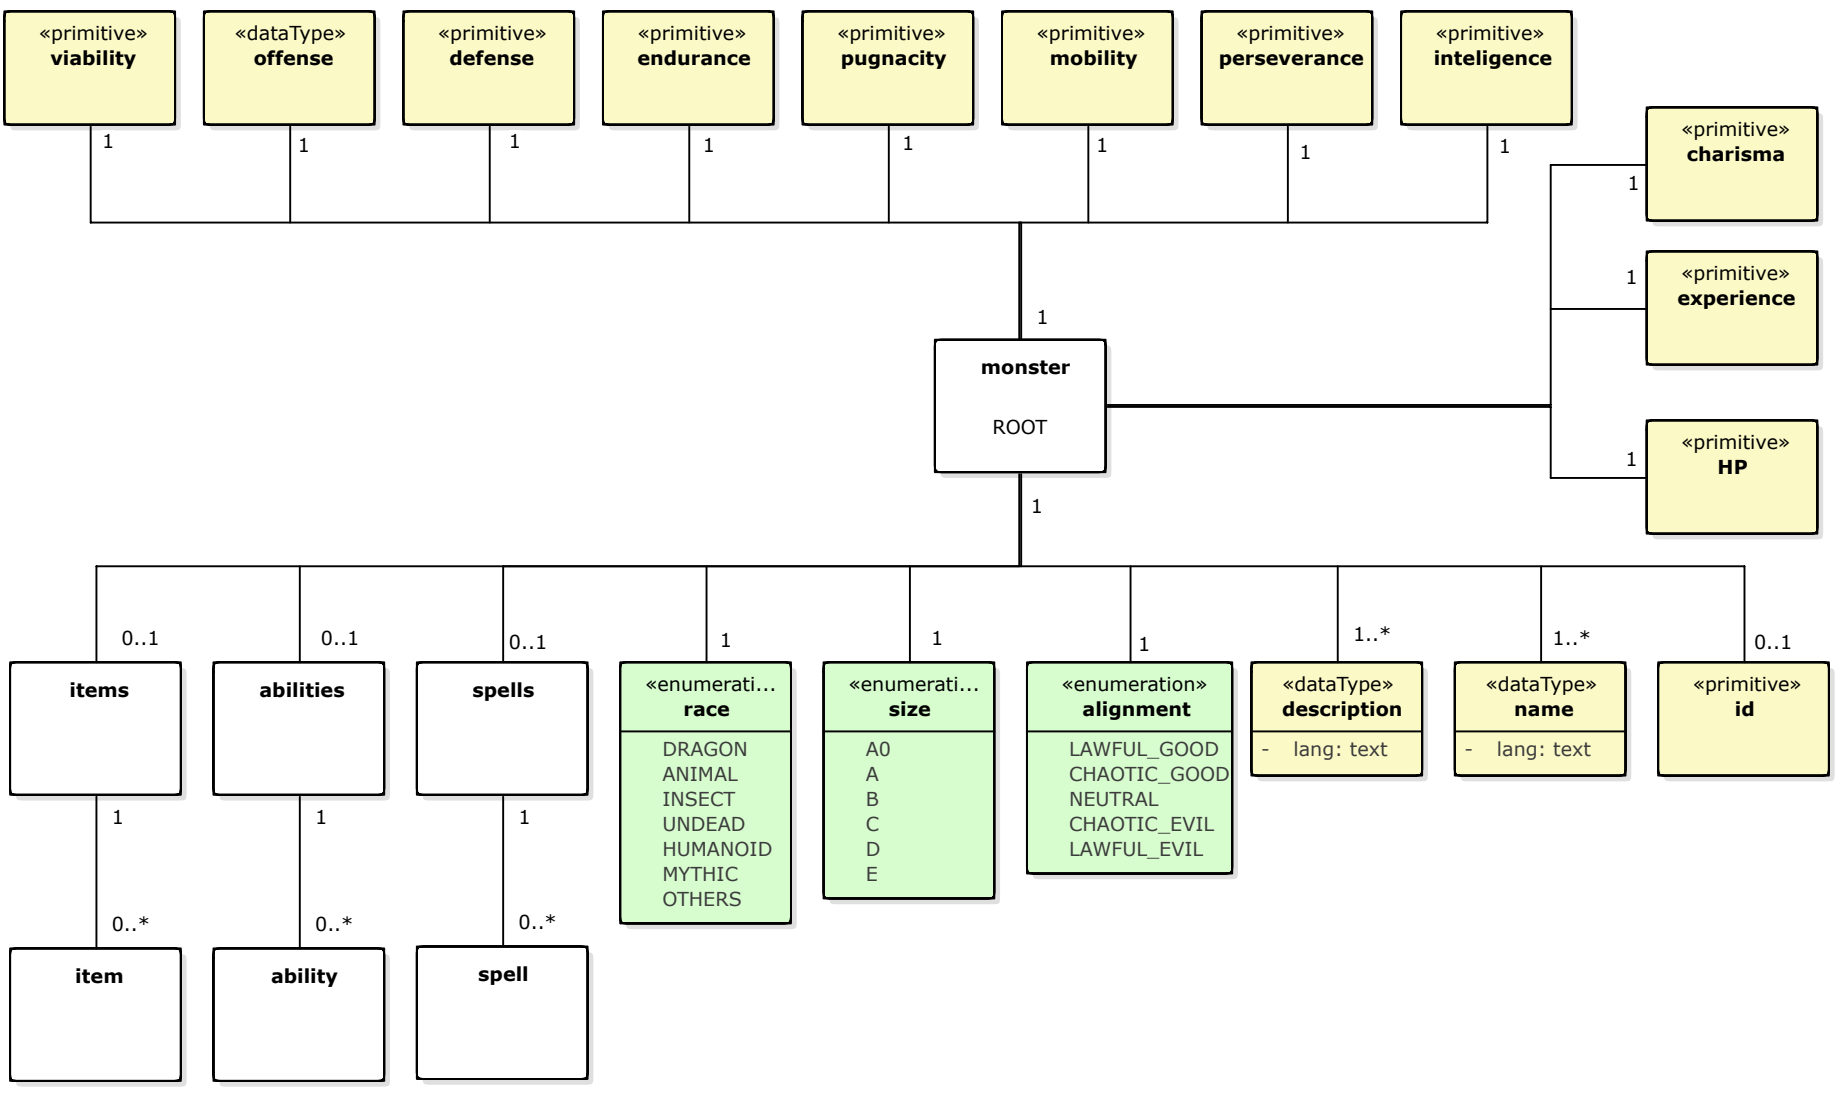 «primitive»
viability
«dataType»
offense
«primitive»
defense
«primitive»
endurance
«primitive»
pugnacity
«primitive»
mobility
«primitive»
perseverance
«primitive»
inteligence
1
1
1
1
1
1
1
1
«primitive»
charisma
1
«primitive»
experience
1
«primitive»
HP
1
1
monster
ROOT
1
0..1
0..1
0..1
1
1
1
1..*
1..*
0..1
items
abilities
spells
«enumerati...
race
DRAGON
ANIMAL
INSECT
UNDEAD
HUMANOID
MYTHIC
OTHERS
«enumerati...
size
A0
A
B
C
D
E
«enumeration»
alignment
LAWFUL_GOOD
CHAOTIC_GOOD
NEUTRAL
CHAOTIC_EVIL
LAWFUL_EVIL
«dataType»
description
- lang: text
«dataType»
name
- lang: text
«primitive»
id
1
1
1
0..*
0..*
0..*
item
ability
spell